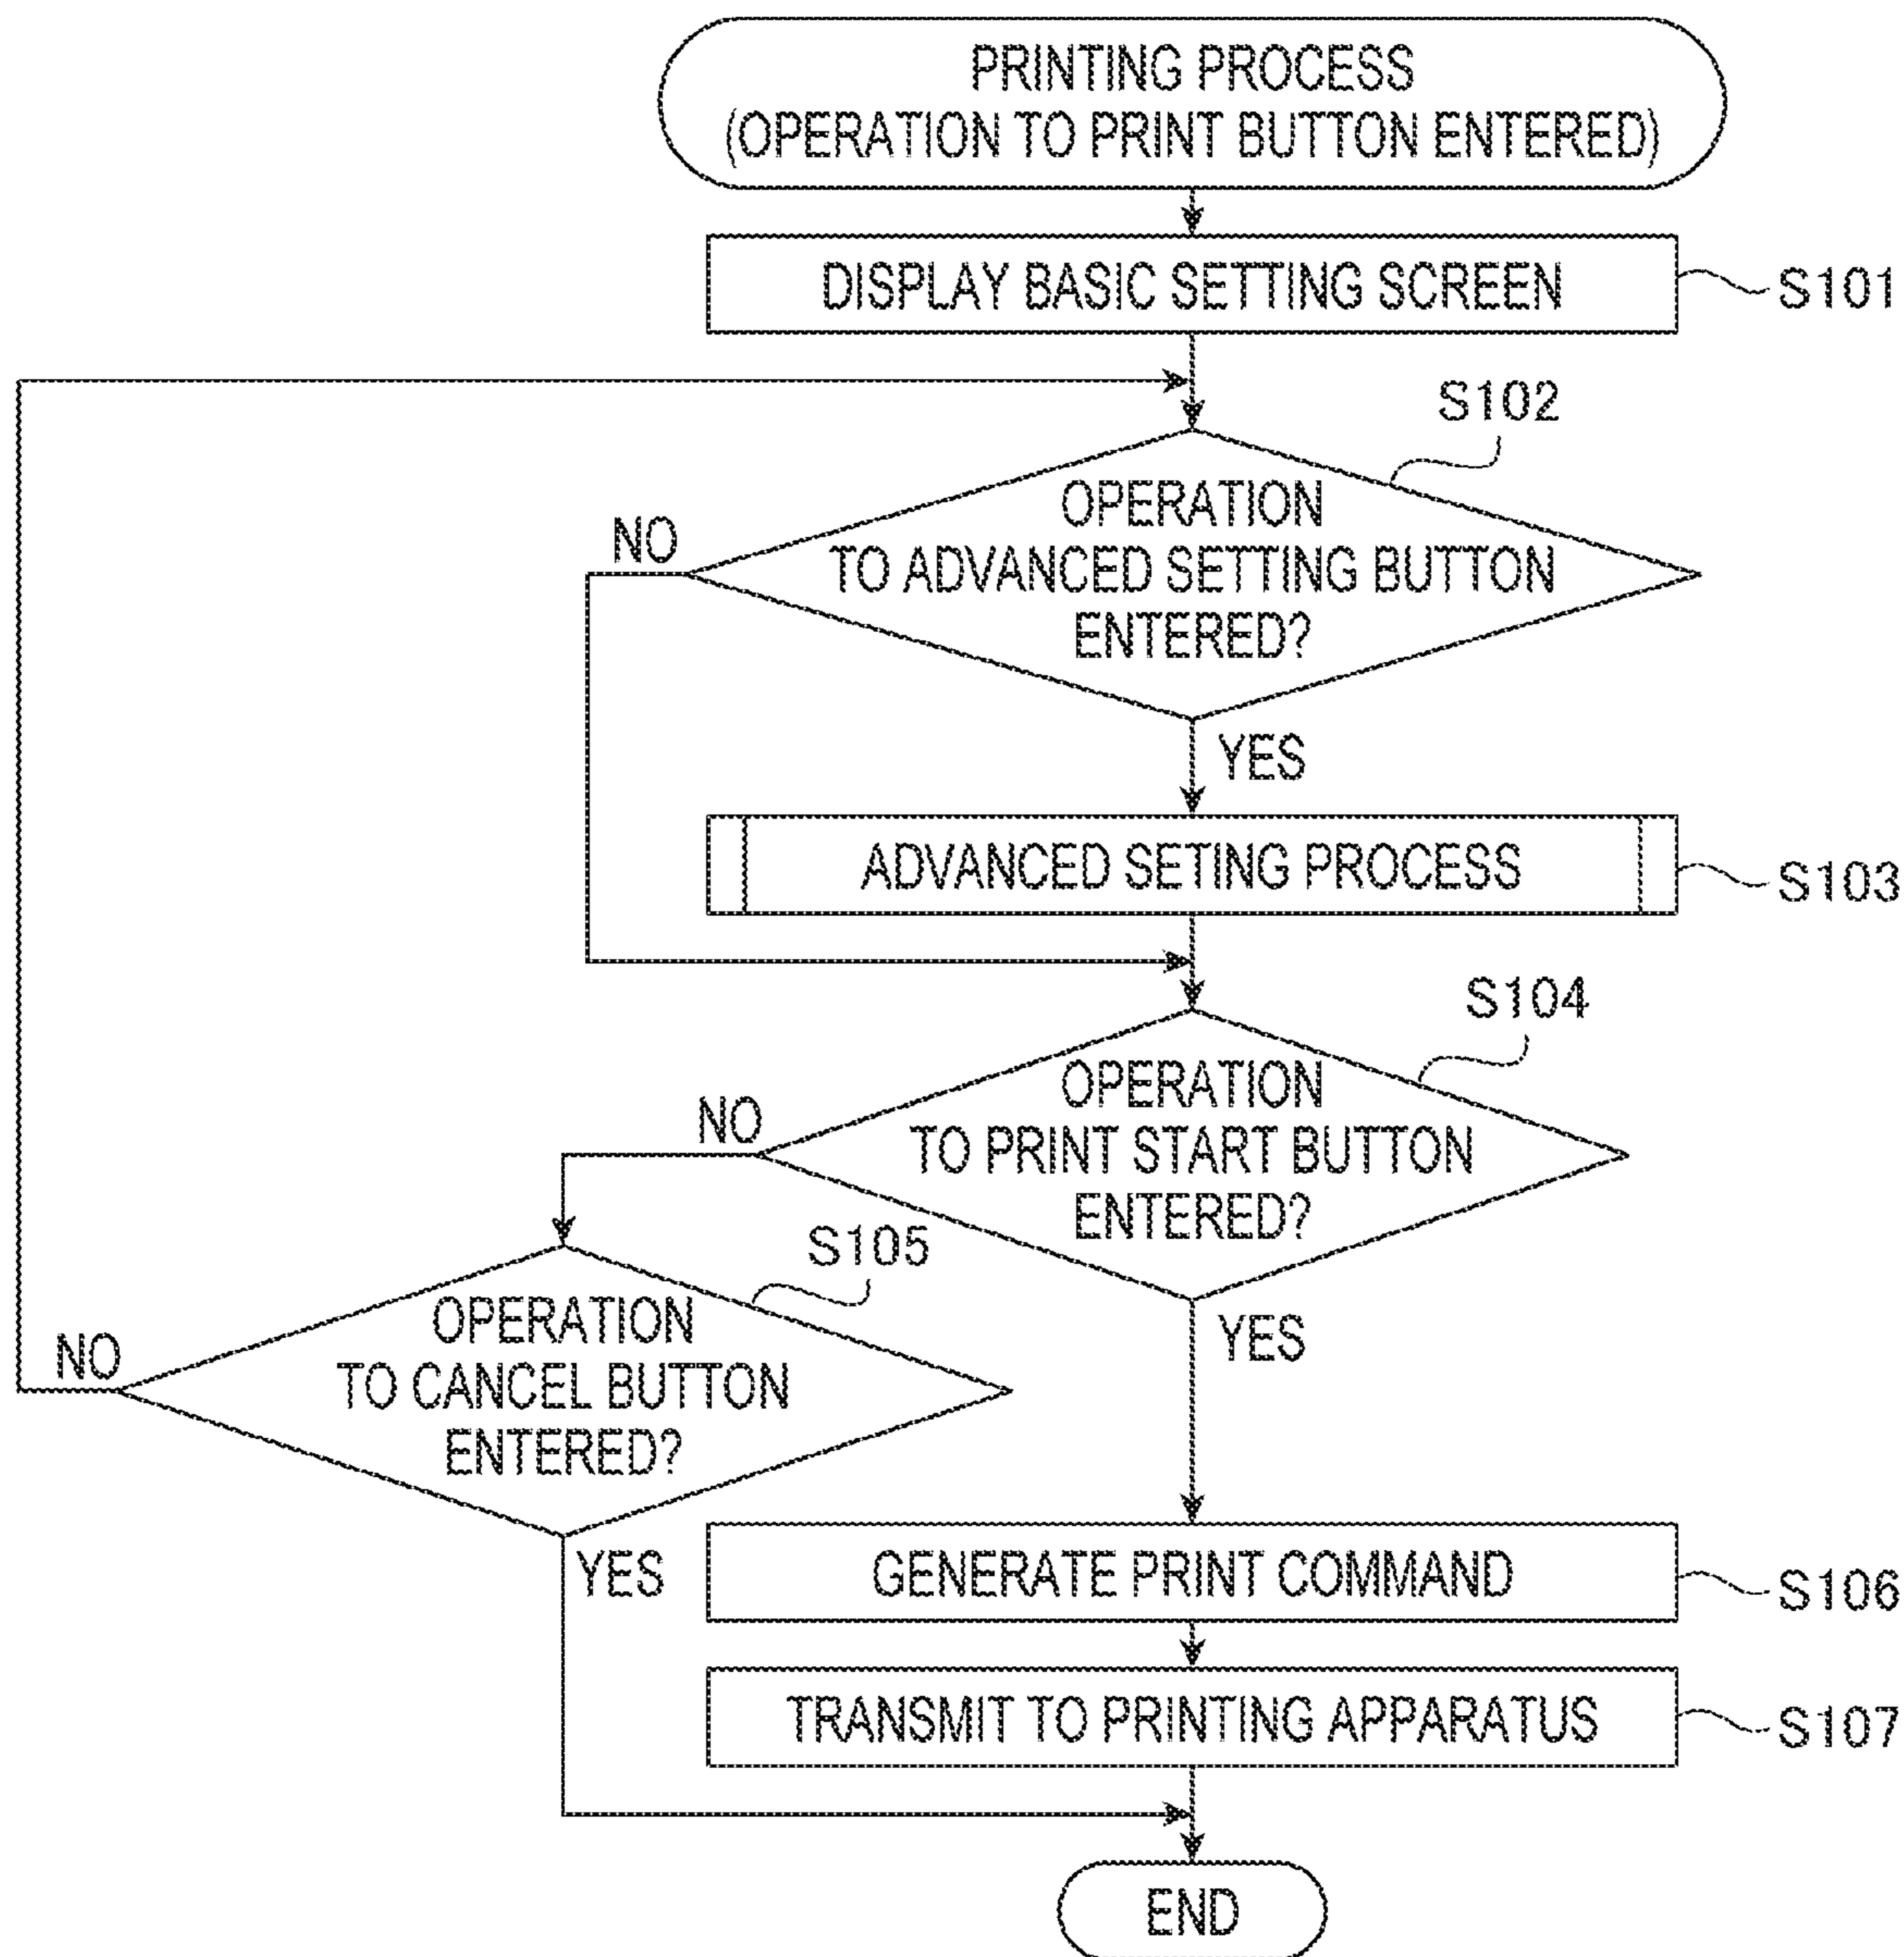 PRINTING PROCESS
(OPERATION TO PRINT BUTTON ENTERED)
DISPLAY BASIC SETTING SCREEN
S101
S102
OPERATION
TO ADVANCED SETTING BUTTON
ENTERED?
NO
YES
ADVANCED SETING PROCESS
S103
S104
OPERATION
TO PRINT START BUTTON
ENTERED?
NO
YES
S105
OPERATION
TO CANCEL BUTTON
ENTERED?
NO
YES
GENERATE PRINT COMMAND
S106
TRANSMIT TO PRINTING APPARATUS
S107
END